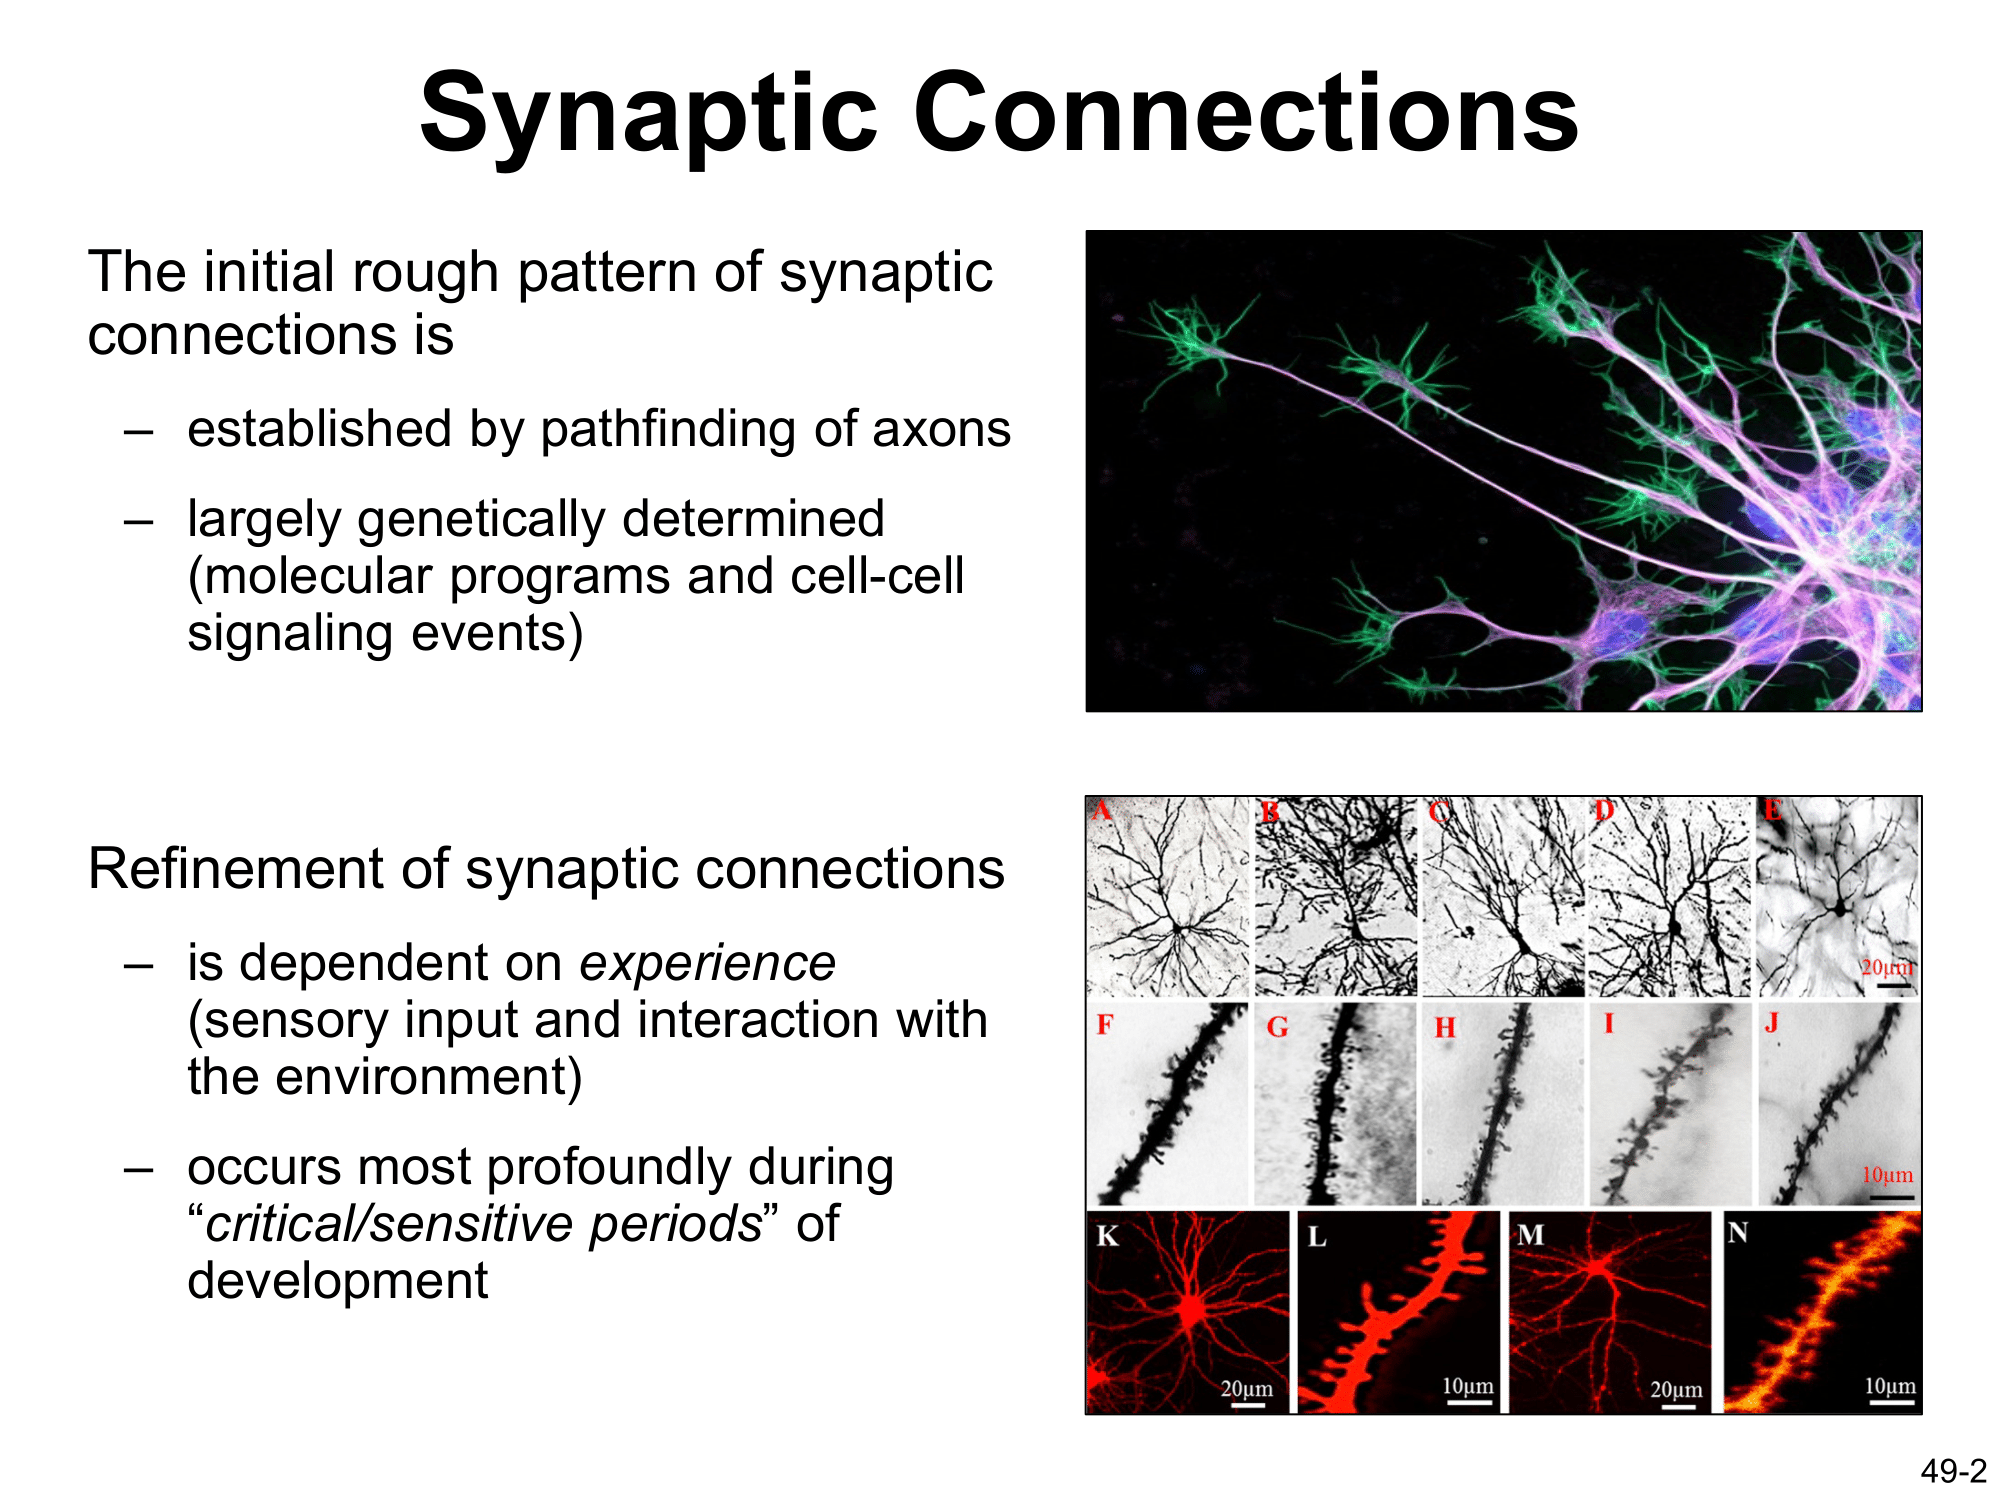 Synaptic Connections
The initial rough pattern of synaptic
connections is
– established by pathfinding of axons
– largely genetically determined
(molecular programs and cell-cell
signaling events)
Refinement of synaptic connections
– is dependent on experience
(sensory input and interaction with
the environment)
– occurs most profoundly during
“critical/sensitive periods” of
development
A B C D E
20µm
F G H I J
10µm
K L M N
20µm 10µm 20µm 10µm
49-2